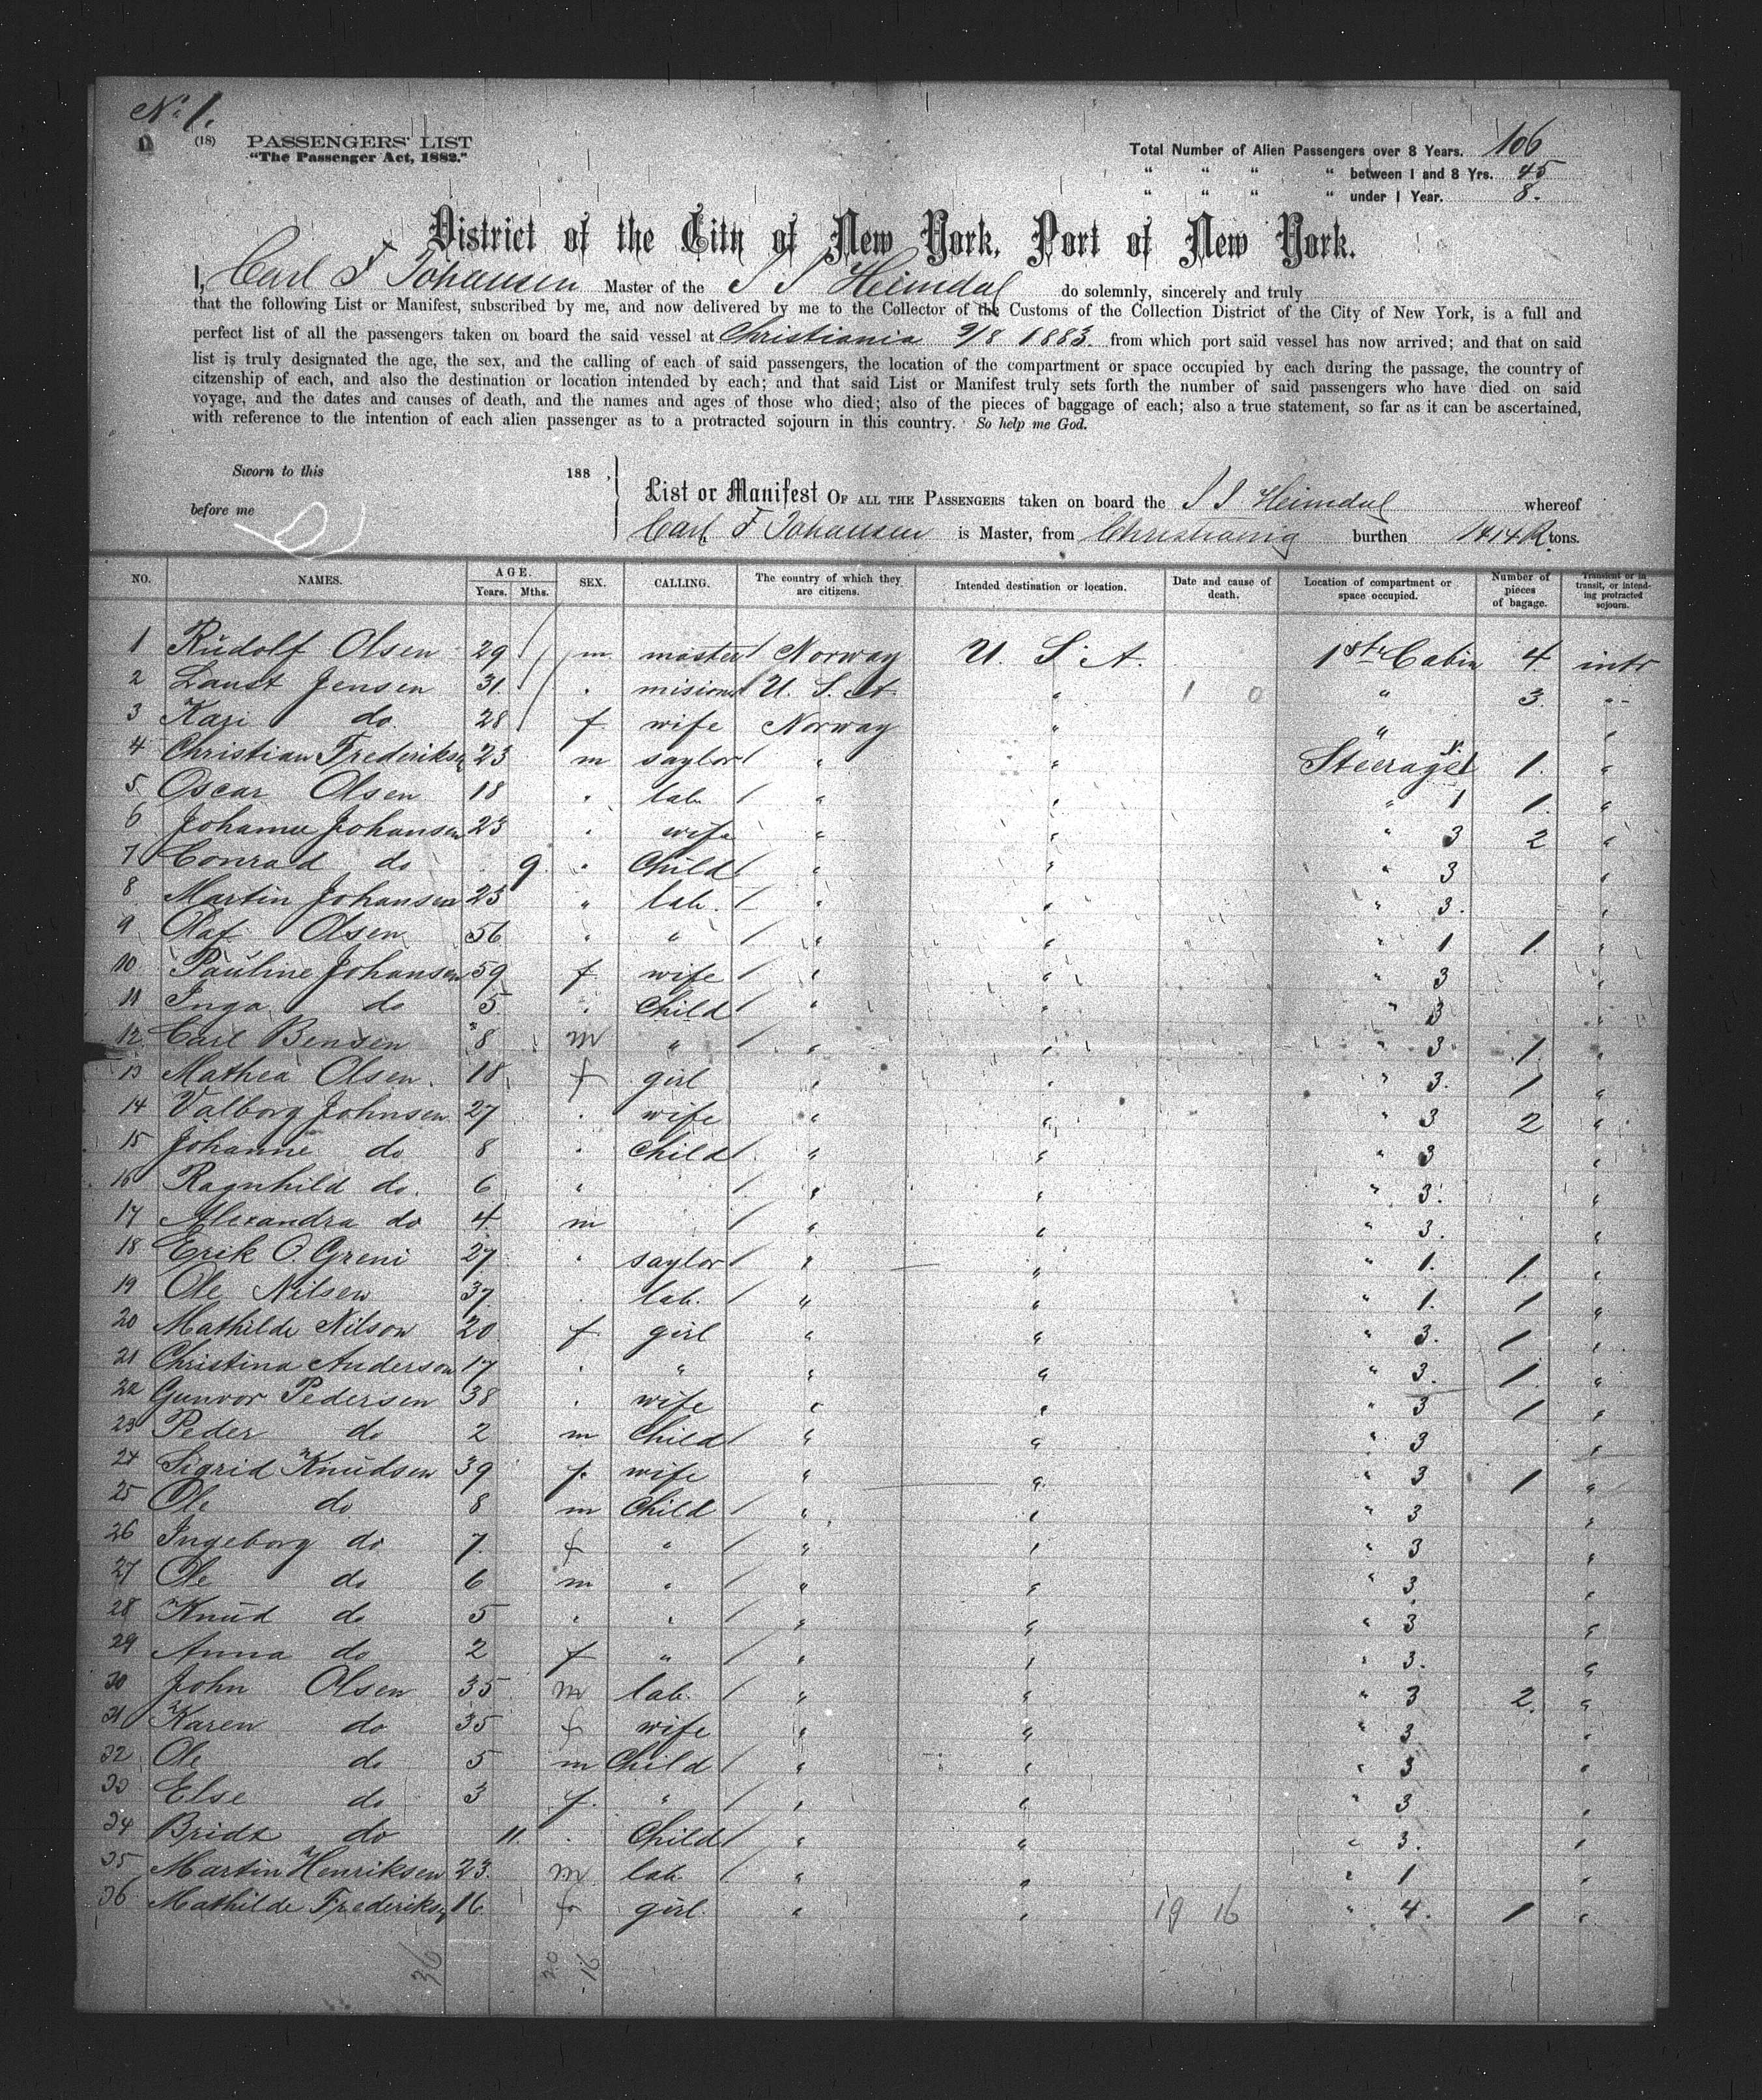 No 1.
(18) PASSENGERS' LIST
"The Passenger Act, 1882."
Total Number of Alien Passengers over 8 Years. 106
" " " " between 1 and 8 Yrs. 45
" " " " under 1 Year. 8.
District of the City of New York, Port of New York.
I, Carl F Johansen Master of the S S Heimdal do solemnly, sincerely and truly
that the following List or Manifest, subscribed by me, and now delivered by me to the Collector of the Customs of the Collection District of the City of New York, is a full and
perfect list of all the passengers taken on board the said vessel at Christiania 9/8 1883. from which port said vessel has now arrived; and that on said
list is truly designated the age, the sex, and the calling of each of said passengers, the location of the compartment or space occupied by each during the passage, the country of
citzenship of each, and also the destination or location intended by each; and that said List or Manifest truly sets forth the number of said passengers who have died on said
voyage, and the dates and causes of death, and the names and ages of those who died; also of the pieces of baggage of each; also a true statement, so far as it can be ascertained,
with reference to the intention of each alien passenger as to a protracted sojourn in this country. So help me God.
Sworn to this 188 ,
before me
List or Manifest OF ALL THE PASSENGERS taken on board the S S Heimdal whereof
Carl F Johansen is Master, from Christiania burthen 1414 R. tons.
NO. NAMES. AGE. Years. Mths. SEX. CALLING. The country of which they are citizens. Intended destination or location. Date and cause of death. Location of compartment or space occupied. Number of pieces of bagage. Transient or in transit, or intending protracted sojourn.
1 Rudolf Olsen 29 m. master Norway U. S. A. 1st Cabin 4 intr
2 Laust Jensen 31 . mision U. S. A. " 1 0 " 3. "
3 Kari do. 28 f. wife Norway " " "
4 Christian Frederiksen 23 m saylor " " Steerage N. 1 1. "
5. Oscar Olsen 18 . lab. " " " 1 1. "
6 Johanne Johansen 23 . wife " " " 3 2 "
7 Conrad do 9 . Child " " " 3 "
8 Martin Johansen 23 " lab. " " " 3. "
9 Olaf Olsen 56 " " " " " 1 1. "
10 Pauline Johansen 59 f. wife " " " 3 "
11 Inga do 5 " Child " " " 3 "
12 Carl Bensen 8 m " " " " 3. 1. "
13 Mathea Olsen. 18 f girl " " " 3. 1 "
14 Valborg Johnsen 27 . wife " " " 3 2 "
15 Johanne do 8 . Child " " " 3 "
16 Ragnhild do. 6 " " " " 3. "
17 Alexandra do 4 m " " " 3. "
18 Erik O. Greni 27 . saylor " " " 1. 1. "
19 Ole Nilsen 37. lab. " " " 1. 1 "
20 Mathilde Nilson 20. f. girl " " " 3. 1 "
21 Christina Anderson 17 . " " " " 3. 1. "
22 Gunvor Pedersen 38 . wife " " " 3 1 "
23 Peder do 2 m Child " " " 3 "
24 Sigrid Knudsen 39 f. wife " " " 3 1 "
25 Ole do 8 m Child " " " 3 "
26 Ingeborg do 7. f " " " " 3 "
27 Ole do 6 m " " " " 3 "
28 Knud do 5 " " " " " 3 "
29 Anna do 2 f " " " " 3. "
30 John Olsen 35 m lab. " " " 3 2. "
31 Karen do 35 f wife " " " 3 "
32 Ole do 5 m Child " " " 3 "
33 Else do 3 f. " " " " 3 "
34 do 11. . Child " " " 3. "
35 Martin Henriksen 23. m lab " " " 1 "
36 Mathilde Frederiksen 16. f girl. " " 19 16 " 4. 1 "
36 20 16